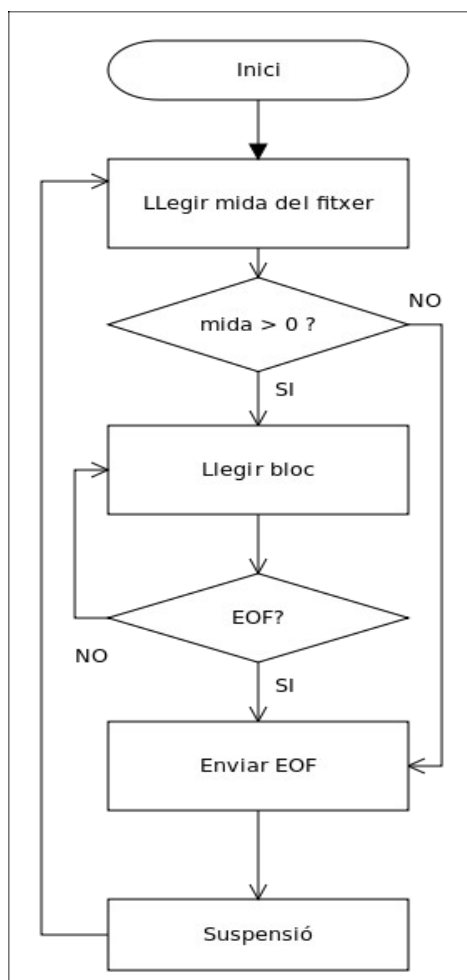 Inici
LLegir mida del fitxer
NO
mida > 0 ?
SI
Llegir bloc
EOF?
NO
SI
Enviar EOF
Suspensió